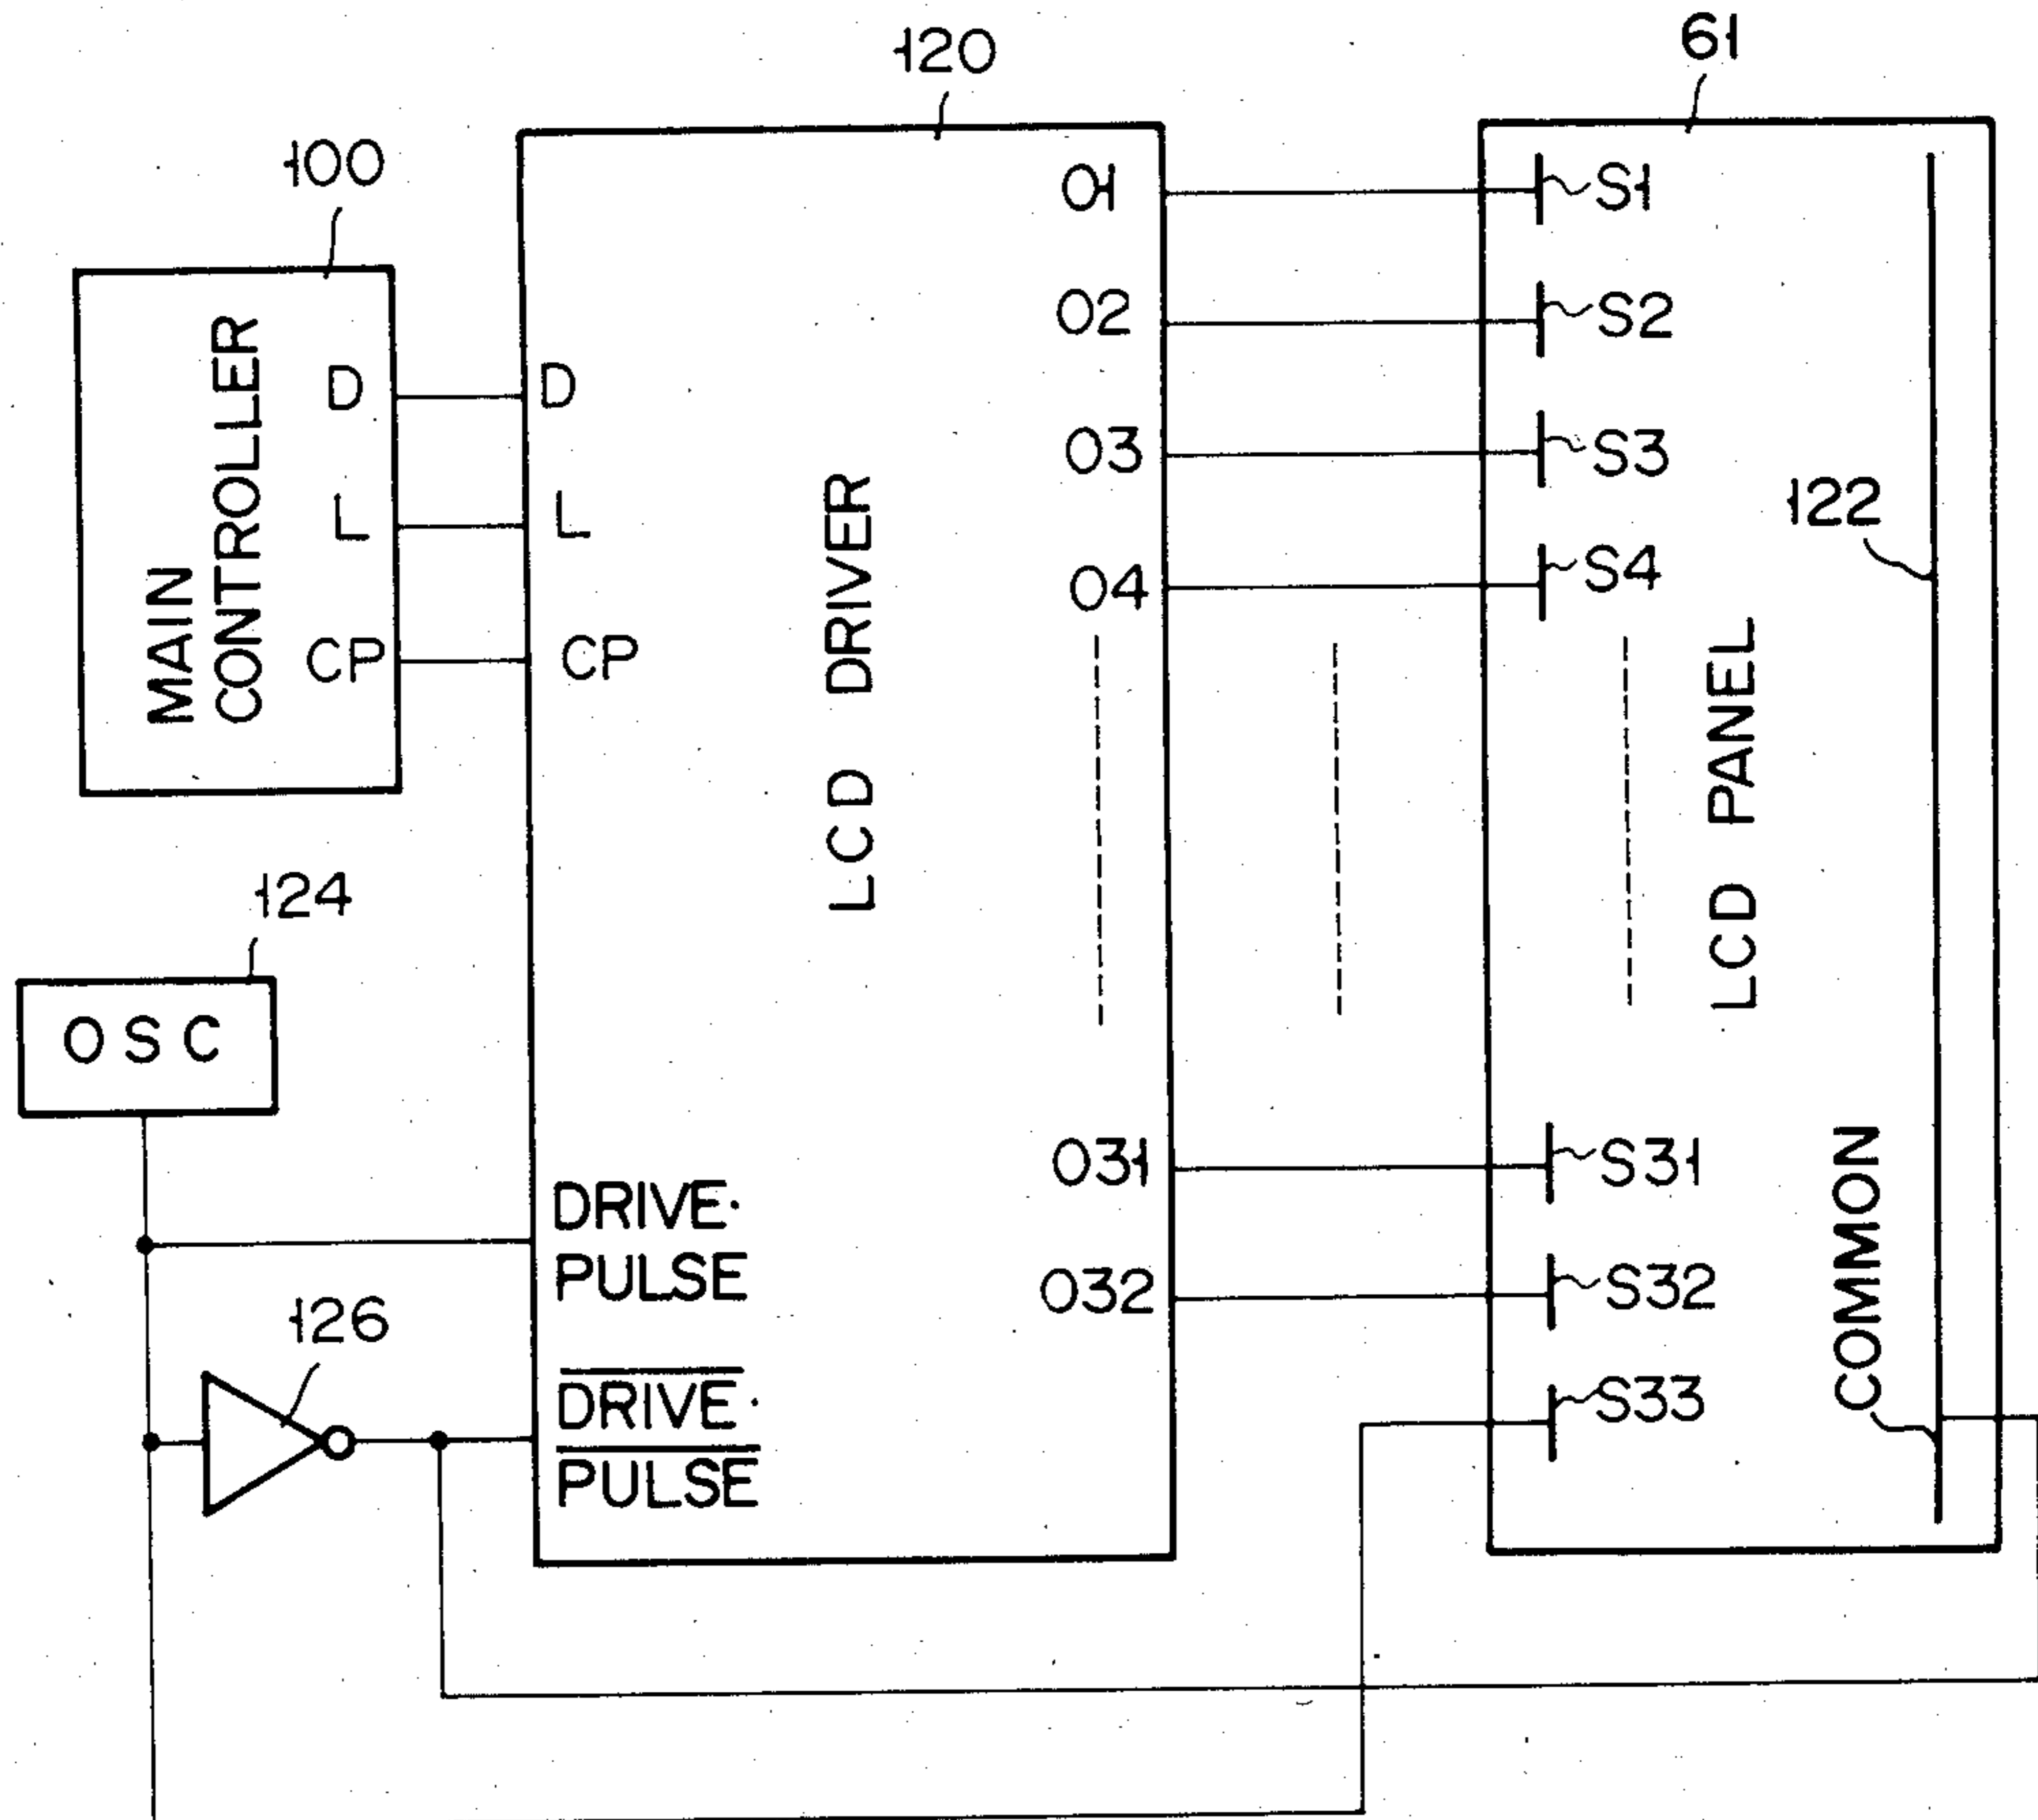 120
61
100
MAIN
CONTROLLER
D
L
CP
D
L
CP
LCD DRIVER
O1
O2
O3
O4
O31
O32
S1
S2
S3
S4
S31
S32
S33
122
LCD PANEL
COMMON
124
OSC
DRIVE·
PULSE
126
DRIVE·
PULSE